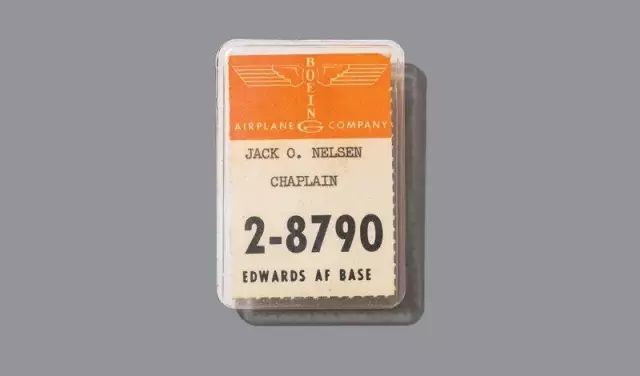 BOEING
AIRPLANE COMPANY
JACK O. NELSEN
CHAPLAIN
2-8790
EDWARDS AF BASE